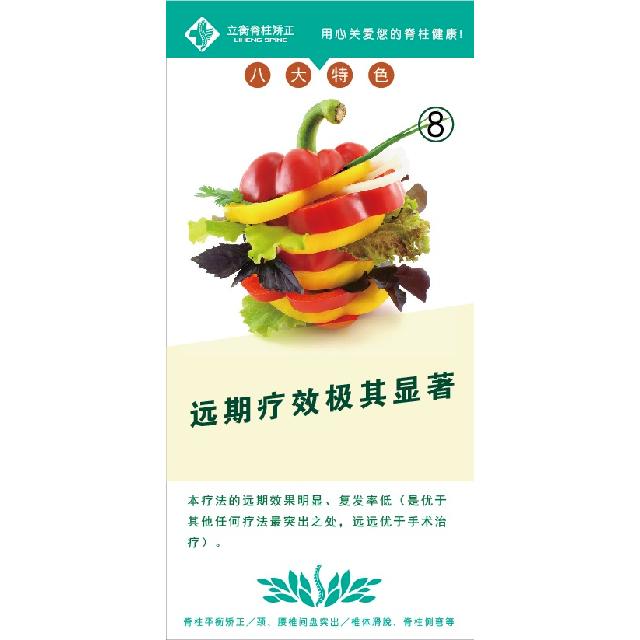 立衡脊柱矫正
LIHENG SPINE
用心关爱您的脊柱健康!
八大特色
8
远期疗效极其显著
本疗法的远期效果明显、复发率低（是优于
其他任何疗法最突出之处，远远优于手术治
疗）。
脊柱平衡矫正／颈、腰椎间盘突出／椎体滑脱、脊柱侧弯等